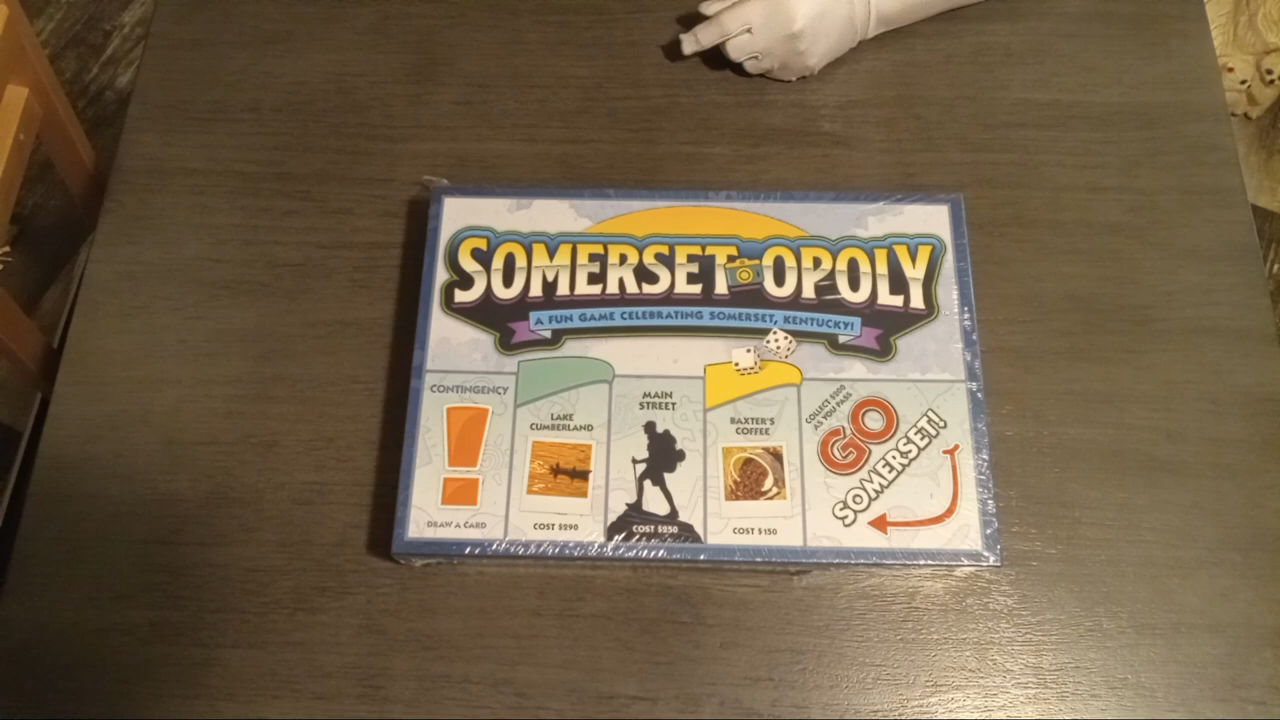 SOMERSET OPOLY
A FUN GAME CELEBRATING SOMERSET, KENTUCKY!
CONTINGENCY
DRAW A CARD
LAKE
CUMBERLAND
COST $290
MAIN
STREET
COST $250
BAXTER'S
COFFEE
COST $150
COLLECT $200
AS YOU PASS
GO
SOMERSET!